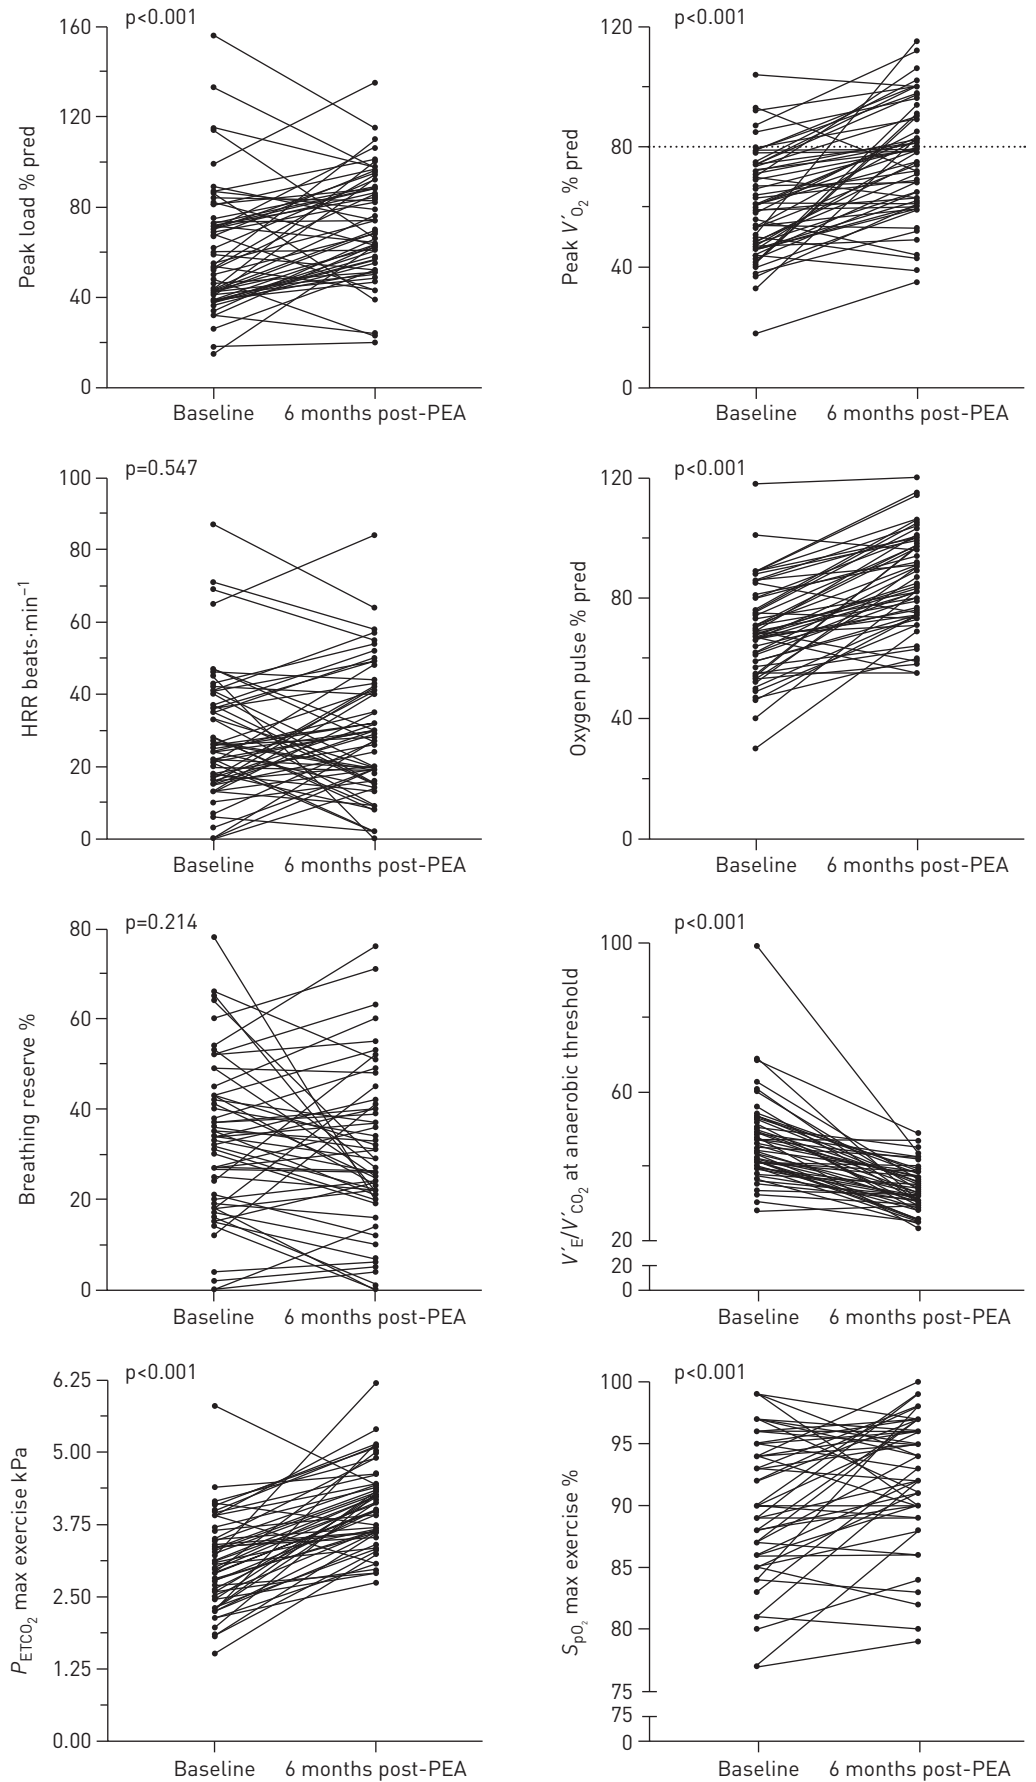 p<0.001
160
120
80
40
0
Peak load % pred
Baseline 6 months post-PEA
p<0.001
120
80
40
0
Peak V′O2 % pred
Baseline 6 months post-PEA
p=0.547
100
80
60
40
20
0
HRR beats·min−1
Baseline 6 months post-PEA
p<0.001
120
80
40
0
Oxygen pulse % pred
Baseline 6 months post-PEA
p=0.214
80
60
40
20
0
Breathing reserve %
Baseline 6 months post-PEA
p<0.001
100
60
20
20
0
V′E/V′CO2 at anaerobic threshold
Baseline 6 months post-PEA
p<0.001
6.25
5.00
3.75
2.50
1.25
0.00
PETCO2 max exercise kPa
Baseline 6 months post-PEA
p<0.001
100
95
90
85
80
75
75
0
SpO2 max exercise %
Baseline 6 months post-PEA